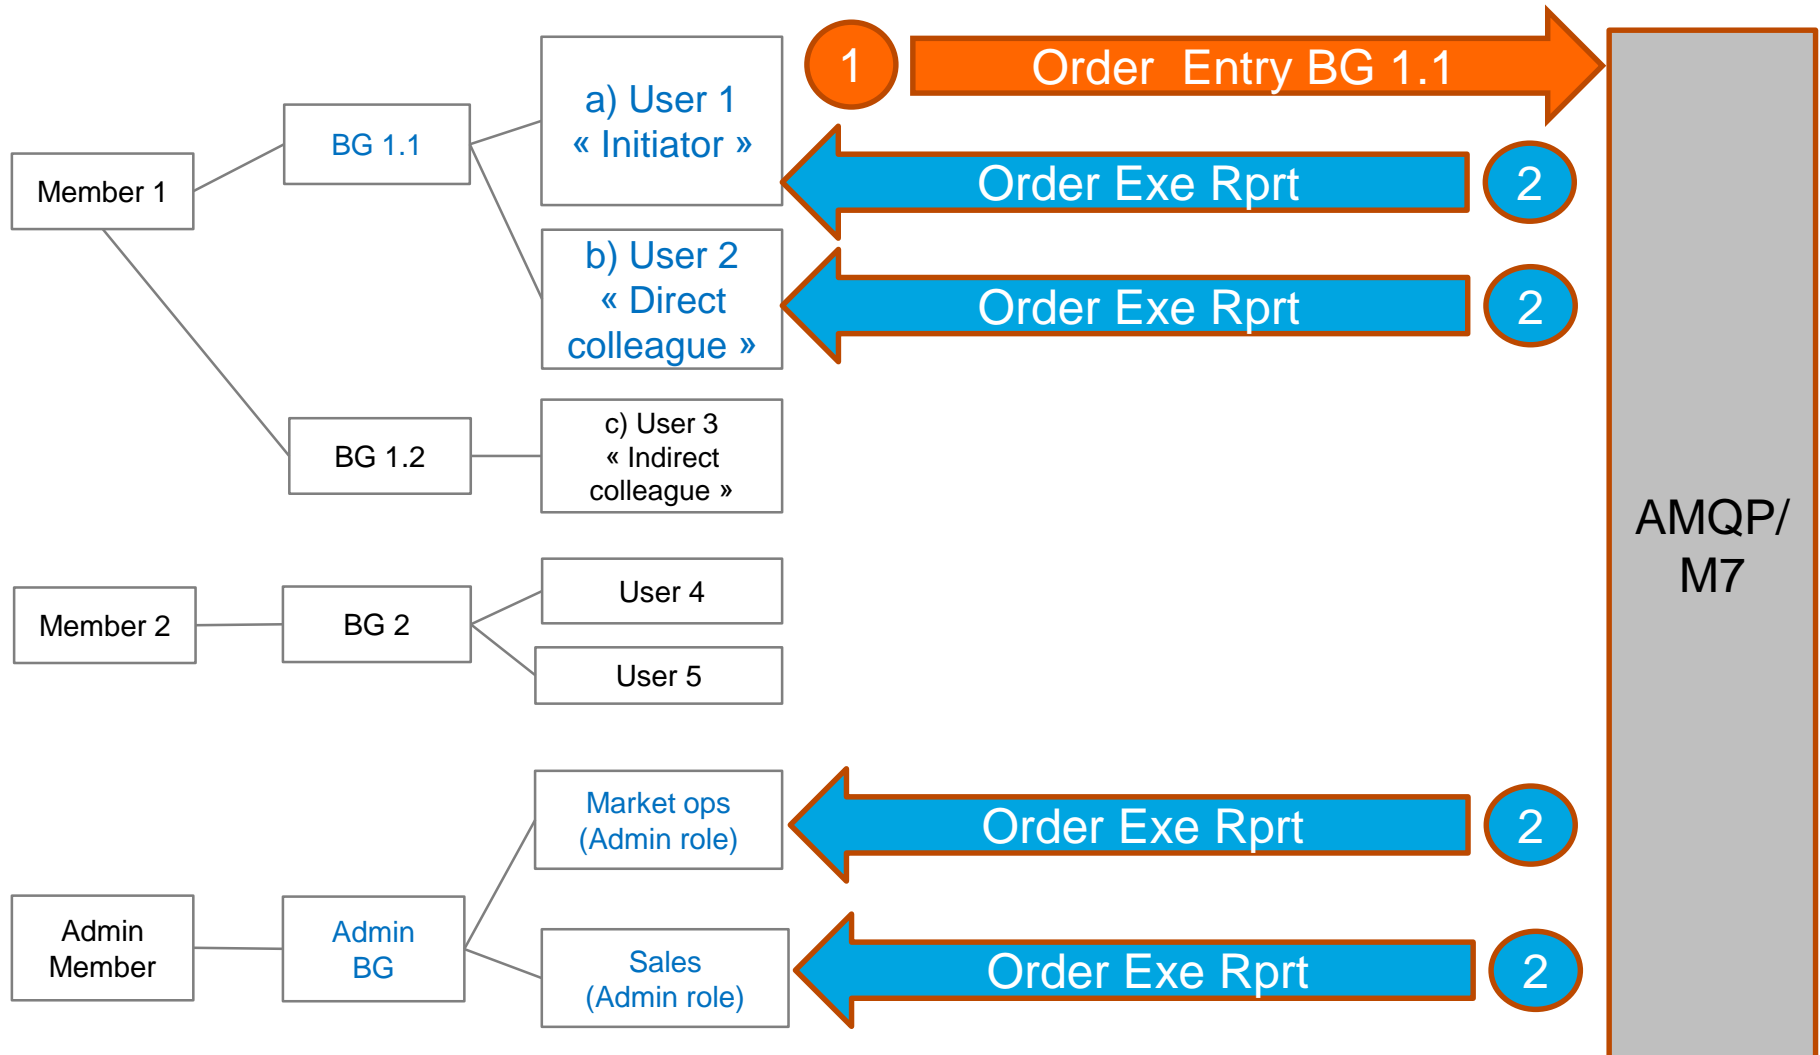 1
Order  Entry BG 1.1
a) User 1
« Initiator »
BG 1.1
Member 1
Order Exe Rprt
2
b) User 2
« Direct
colleague »
Order Exe Rprt
2
c) User 3
« Indirect
colleague »
BG 1.2
AMQP/
M7
User 4
Member 2
BG 2
User 5
Market ops
(Admin role)
Order Exe Rprt
2
Admin
Member
Admin
BG
Sales
(Admin role)
Order Exe Rprt
2